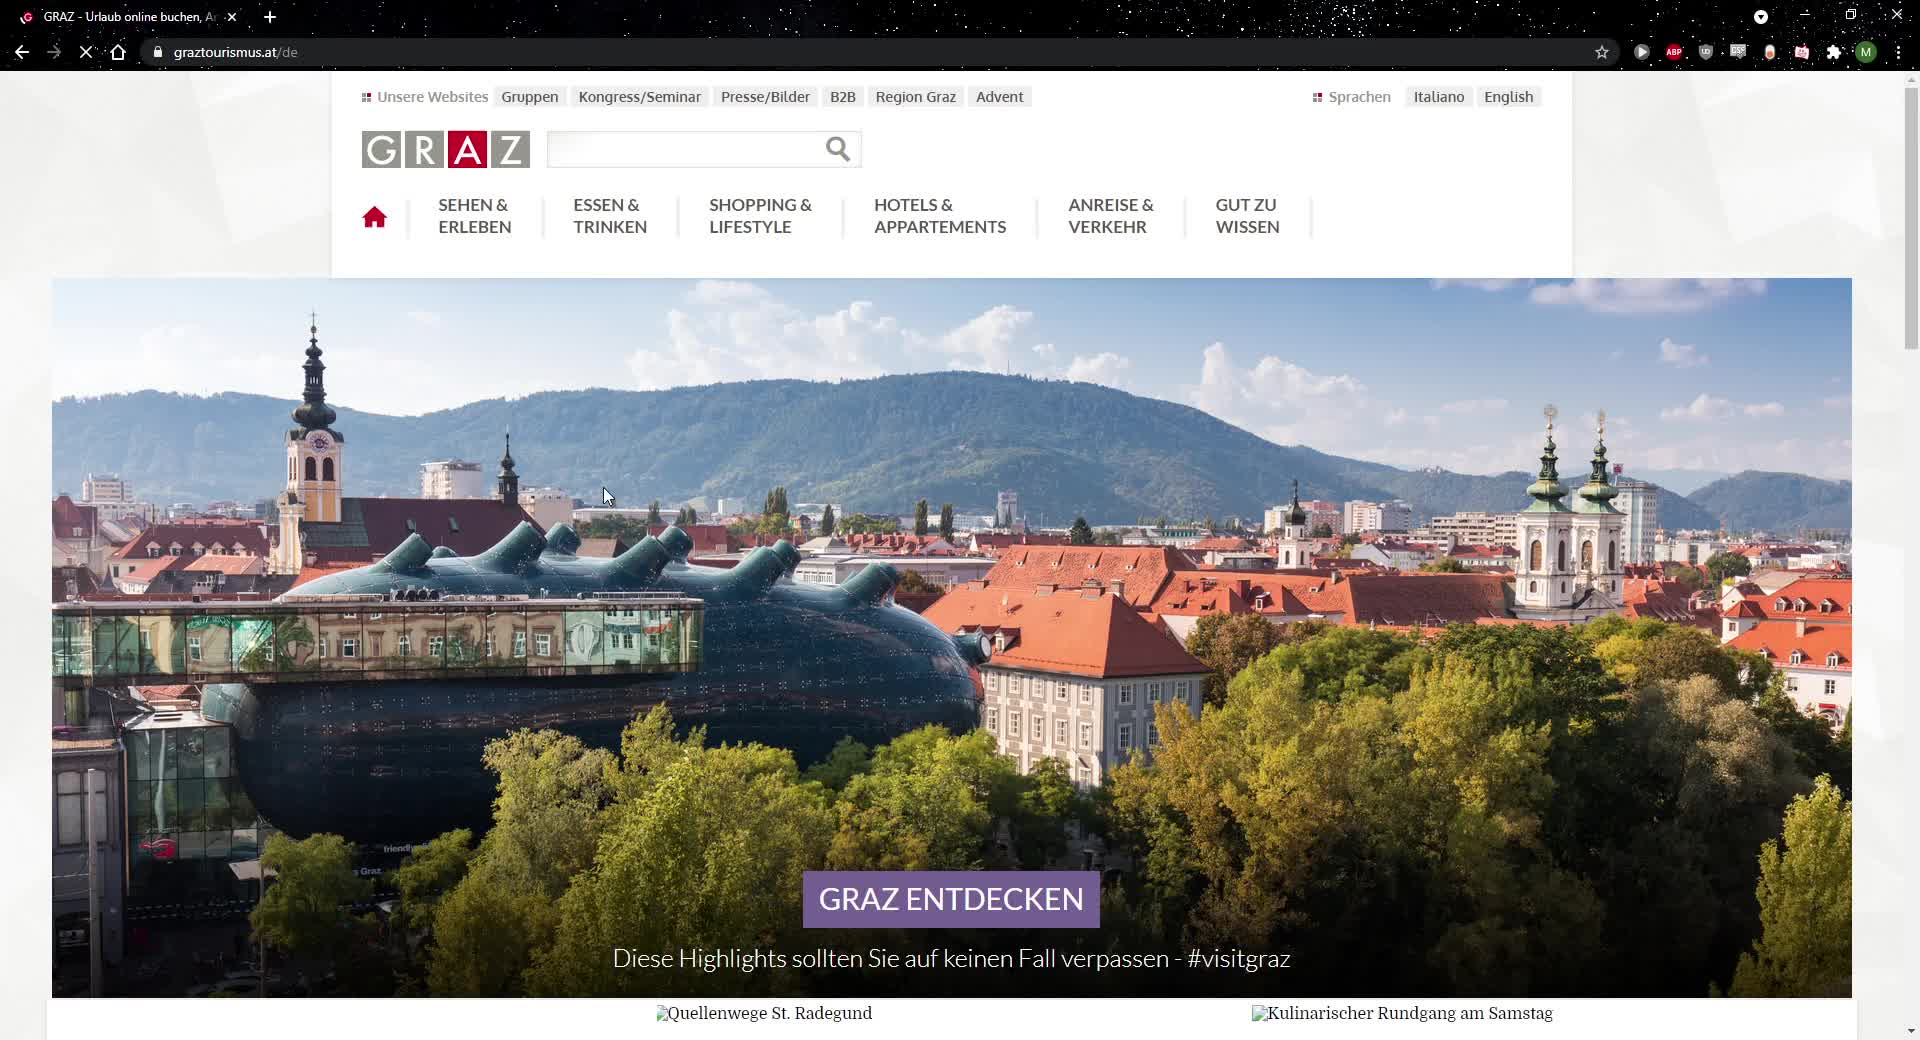 GRAZ - Urlaub online buchen, Ar
graztourismus.at/de
ABP
M
Unsere Websites Gruppen Kongress/Seminar Presse/Bilder B2B Region Graz Advent
Sprachen Italiano English
GRAZ
SEHEN &
ERLEBEN
ESSEN &
TRINKEN
SHOPPING &
LIFESTYLE
HOTELS &
APPARTEMENTS
ANREISE &
VERKEHR
GUT ZU
WISSEN
GRAZ ENTDECKEN
Diese Highlights sollten Sie auf keinen Fall verpassen - #visitgraz
Quellenwege St. Radegund
Kulinarischer Rundgang am Samstag